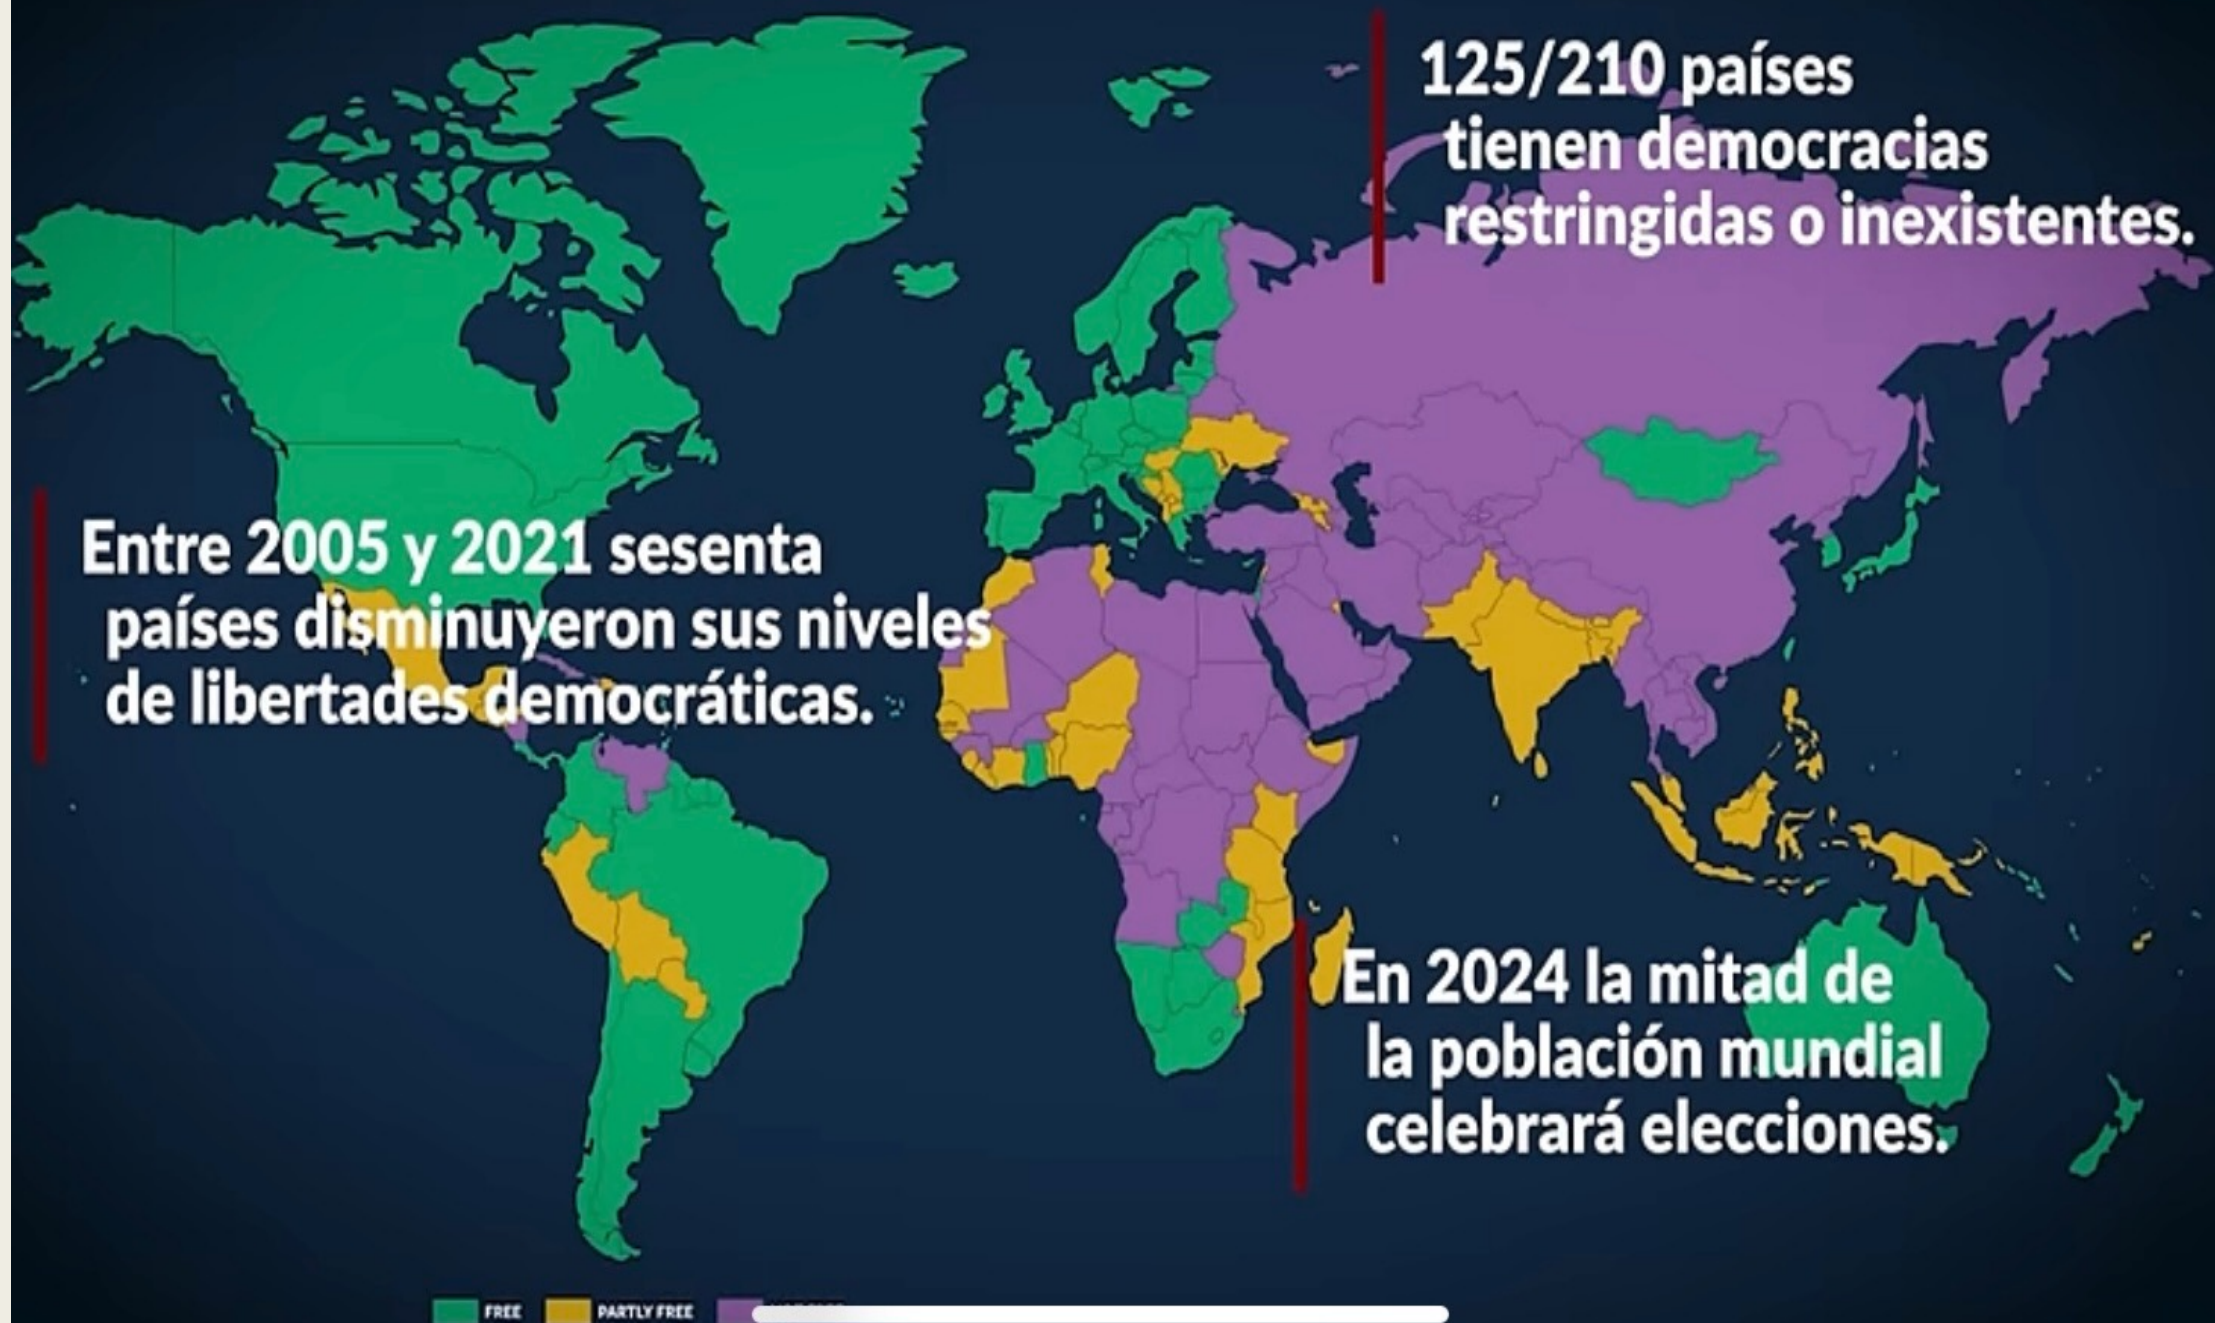 125/210 países
tienen democracias
restringidas o inexistentes.
Entre 2005 y 2021 sesenta
países disminuyeron sus niveles
de libertades democráticas.
En 2024 la mitad de
la población mundial
celebrará elecciones.
FREE
PARTLY FREE